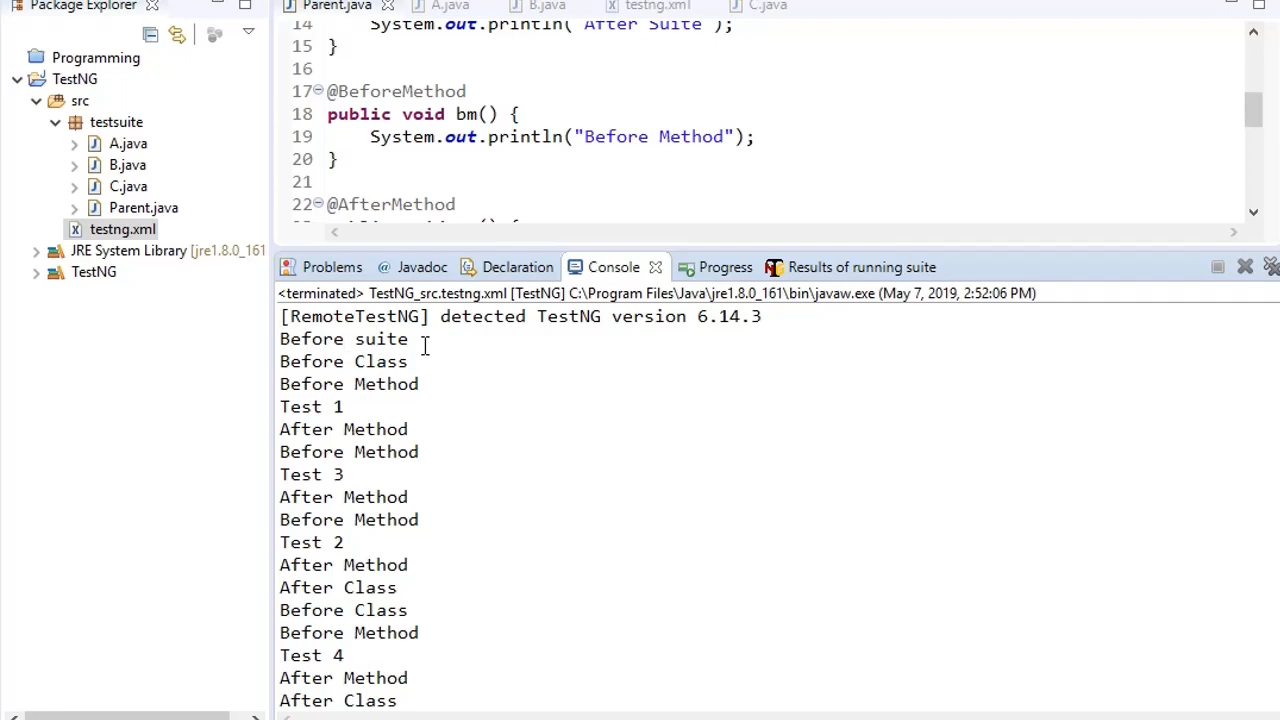 Package Explorer
Programming
TestNG
src
testsuite
A.java
B.java
C.java
Parent.java
testng.xml
JRE System Library [jre1.8.0_161
TestNG
Parent.java A.java B.java testng.xml C.java
14 System.out.println("After Suite");
15 }
16
17 @BeforeMethod
18 public void bm() {
19 System.out.println("Before Method");
20 }
21
22 @AfterMethod
Problems @ Javadoc Declaration Console Progress Results of running suite
<terminated> TestNG_src.testng.xml [TestNG] C:\Program Files\Java\jre1.8.0_161\bin\javaw.exe (May 7, 2019, 2:52:06 PM)
[RemoteTestNG] detected TestNG version 6.14.3
Before suite
Before Class
Before Method
Test 1
After Method
Before Method
Test 3
After Method
Before Method
Test 2
After Method
After Class
Before Class
Before Method
Test 4
After Method
After Class